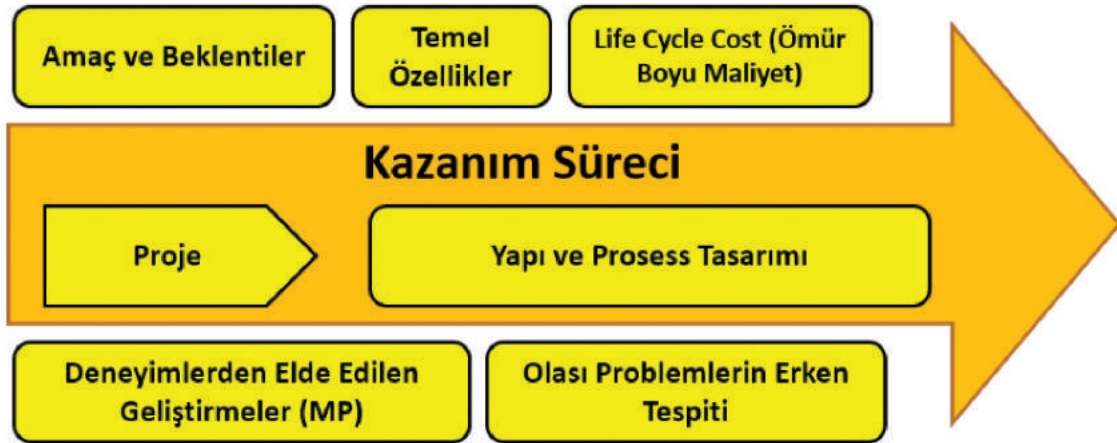 Amaç ve Beklentiler
Temel
Özellikler
Life Cycle Cost (Ömür
Boyu Maliyet)
Kazanım Süreci
Proje
Yapı ve Prosess Tasarımı
Deneyimlerden Elde Edilen
Geliştirmeler (MP)
Olası Problemlerin Erken
Tespiti